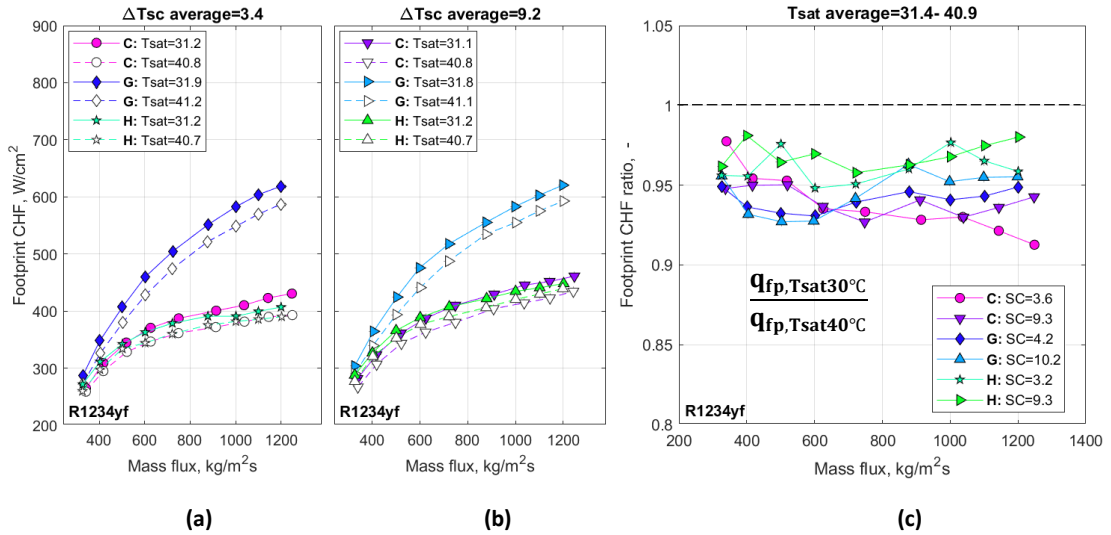 ΔTsc average=3.4
900
800
700
600
500
400
300
200
Footprint CHF, W/cm²
C: Tsat=31.2
C: Tsat=40.8
G: Tsat=31.9
G: Tsat=41.2
H: Tsat=31.2
H: Tsat=40.7
R1234yf
400 600 800 1000 1200
Mass flux, kg/m²s
(a)
ΔTsc average=9.2
C: Tsat=31.1
C: Tsat=40.8
G: Tsat=31.8
G: Tsat=41.1
H: Tsat=31.2
H: Tsat=40.7
R1234yf
400 600 800 1000 1200
Mass flux, kg/m²s
(b)
Tsat average=31.4- 40.9
1.05
1
0.95
0.9
0.85
0.8
Footprint CHF ratio, -
qfp,Tsat30℃
qfp,Tsat40℃
C: SC=3.6
C: SC=9.3
G: SC=4.2
G: SC=10.2
H: SC=3.2
H: SC=9.3
R1234yf
200 400 600 800 1000 1200 1400
Mass flux, kg/m²s
(c)